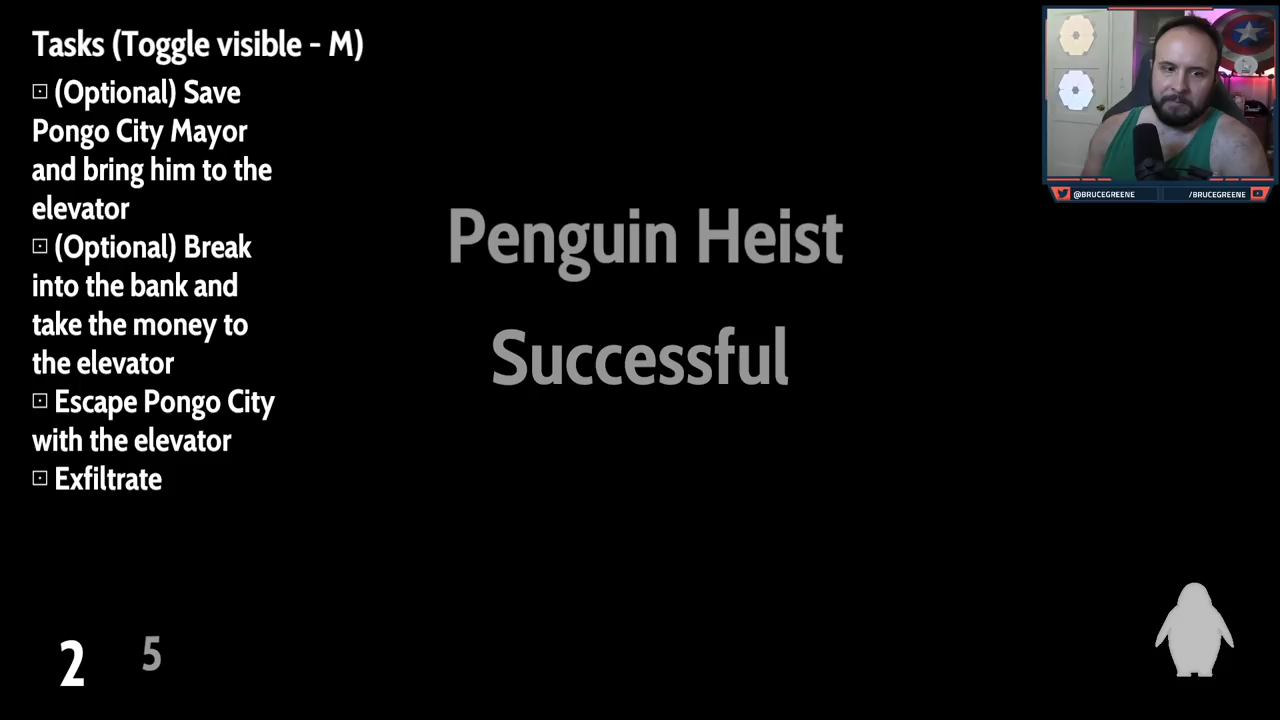 Tasks (Toggle visible - M)
(Optional) Save
Pongo City Mayor
and bring him to the
elevator
(Optional) Break
into the bank and
take the money to
the elevator
Escape Pongo City
with the elevator
Exfiltrate
Penguin Heist
Successful
2 5
@BRUCEGREENE /BRUCEGREENE